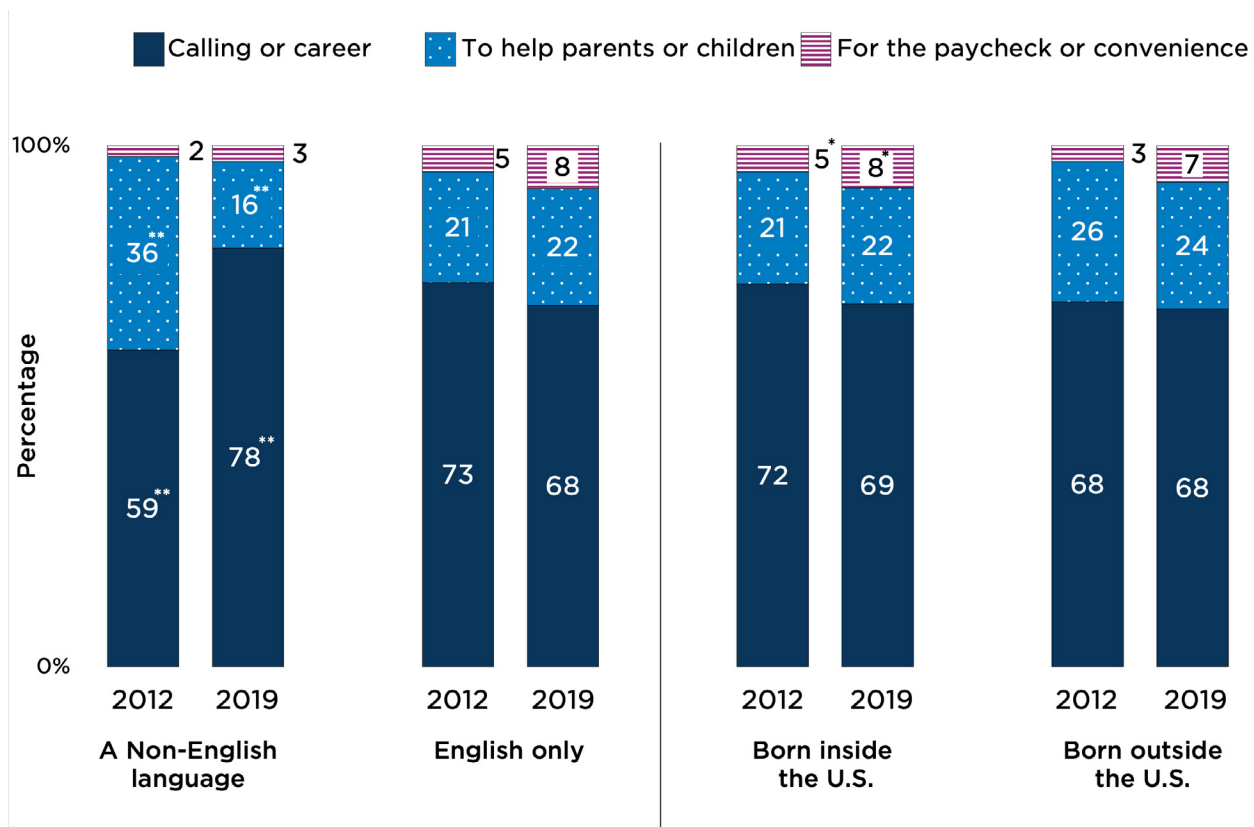 Calling or career To help parents or children For the paycheck or convenience
100%
2 3 5 8 5* 8* 3 7
36** 16** 21 22 21 22 26 24
59** 78** 73 68 72 69 68 68
Percentage
0%
2012 2019 2012 2019 2012 2019 2012 2019
A Non-English English only Born inside Born outside
language the U.S. the U.S.